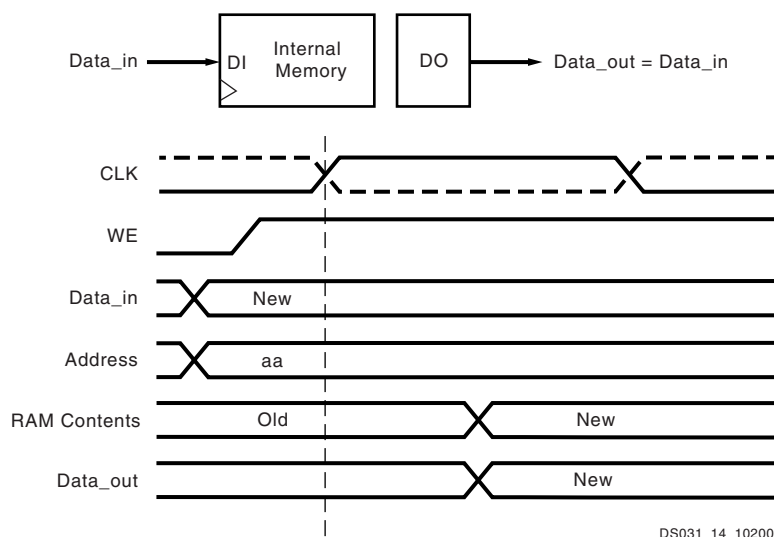 Data_in
DI
Internal
Memory
DO
Data_out = Data_in
CLK
WE
Data_in
New
Address
aa
RAM Contents
Old
New
Data_out
New
DS031_14_10200